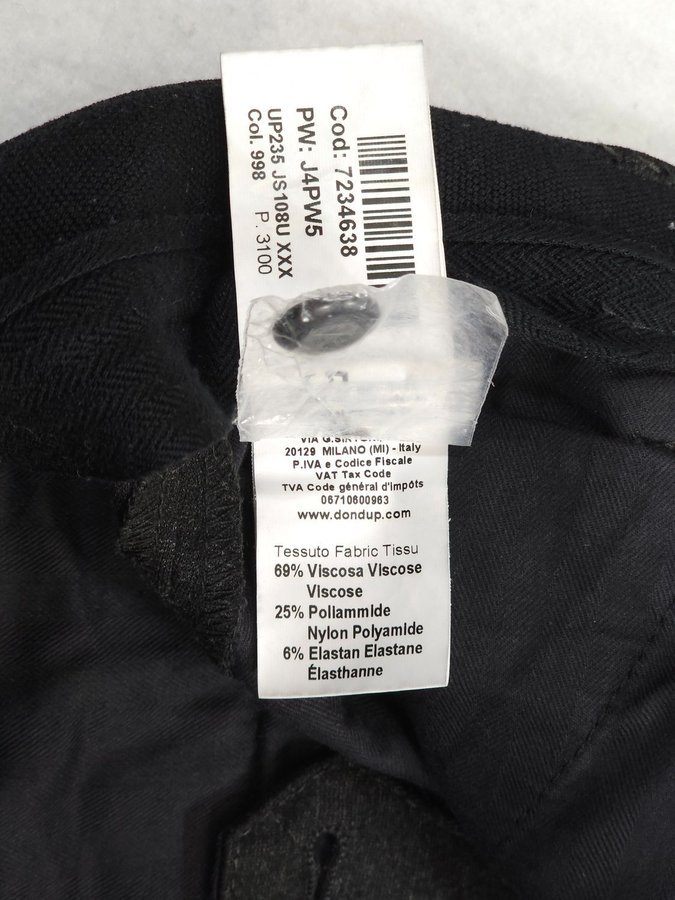 Cod: 7234638
PW: J4PW5
UP235 JS108U XXX
Col. 998 P. 3100
VIA
20129 MILANO (MI) - Italy
P.IVA e Codice Fiscale
VAT Tax Code
TVA Code général d'Impôts
06710600963
www.dondup.com
Tessuto Fabric Tissu
69% Viscosa Viscose
Viscose
25% Poliammide
Nylon Polyamide
6% Elastan Elastane
Élasthanne